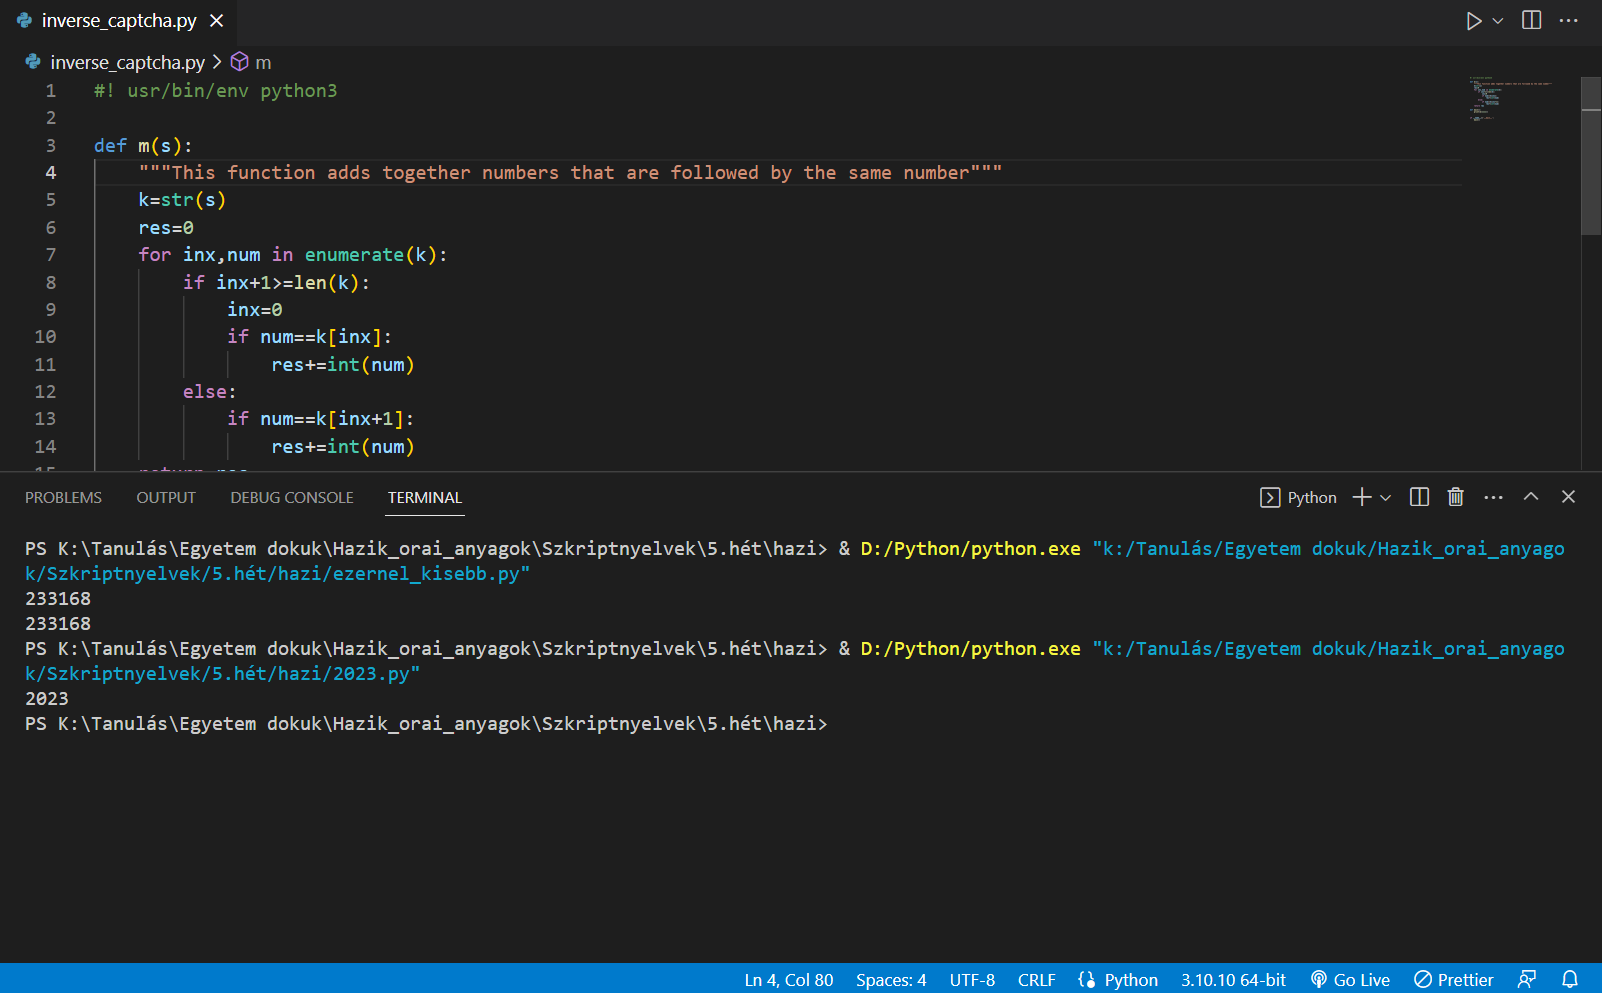 inverse_captcha.py
inverse_captcha.py > m
1 #! usr/bin/env python3
2
3 def m(s):
4 """This function adds together numbers that are followed by the same number"""
5 k=str(s)
6 res=0
7 for inx,num in enumerate(k):
8 if inx+1>=len(k):
9 inx=0
10 if num==k[inx]:
11 res+=int(num)
12 else:
13 if num==k[inx+1]:
14 res+=int(num)
15 return res
PROBLEMS OUTPUT DEBUG CONSOLE TERMINAL Python
PS K:\Tanulás\Egyetem dokuk\Hazik_orai_anyagok\Szkriptnyelvek\5.hét\hazi> & D:/Python/python.exe "k:/Tanulás/Egyetem dokuk/Hazik_orai_anyago
k/Szkriptnyelvek/5.hét/hazi/ezernel_kisebb.py"
233168
233168
PS K:\Tanulás\Egyetem dokuk\Hazik_orai_anyagok\Szkriptnyelvek\5.hét\hazi> & D:/Python/python.exe "k:/Tanulás/Egyetem dokuk/Hazik_orai_anyago
k/Szkriptnyelvek/5.hét/hazi/2023.py"
2023
PS K:\Tanulás\Egyetem dokuk\Hazik_orai_anyagok\Szkriptnyelvek\5.hét\hazi>
Ln 4, Col 80 Spaces: 4 UTF-8 CRLF Python 3.10.10 64-bit Go Live Prettier